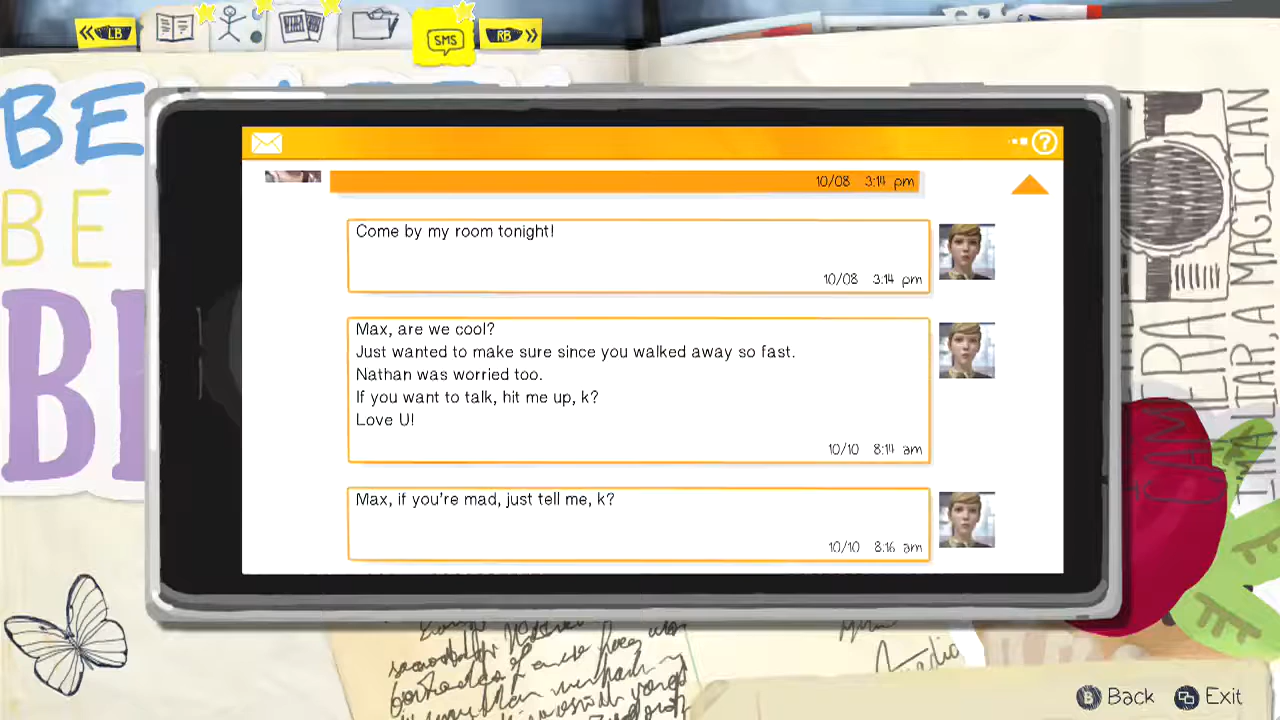 LB
SMS
RB
10/08 3:14 pm
Come by my room tonight!
10/08 3:14 pm
Max, are we cool?
Just wanted to make sure since you walked away so fast.
Nathan was worried too.
If you want to talk, hit me up, k?
Love U!
10/10 8:14 am
Max, if you're mad, just tell me, k?
10/10 8:16 am
BE
BE
B Back
Exit
LIAR, A MAGICIAN